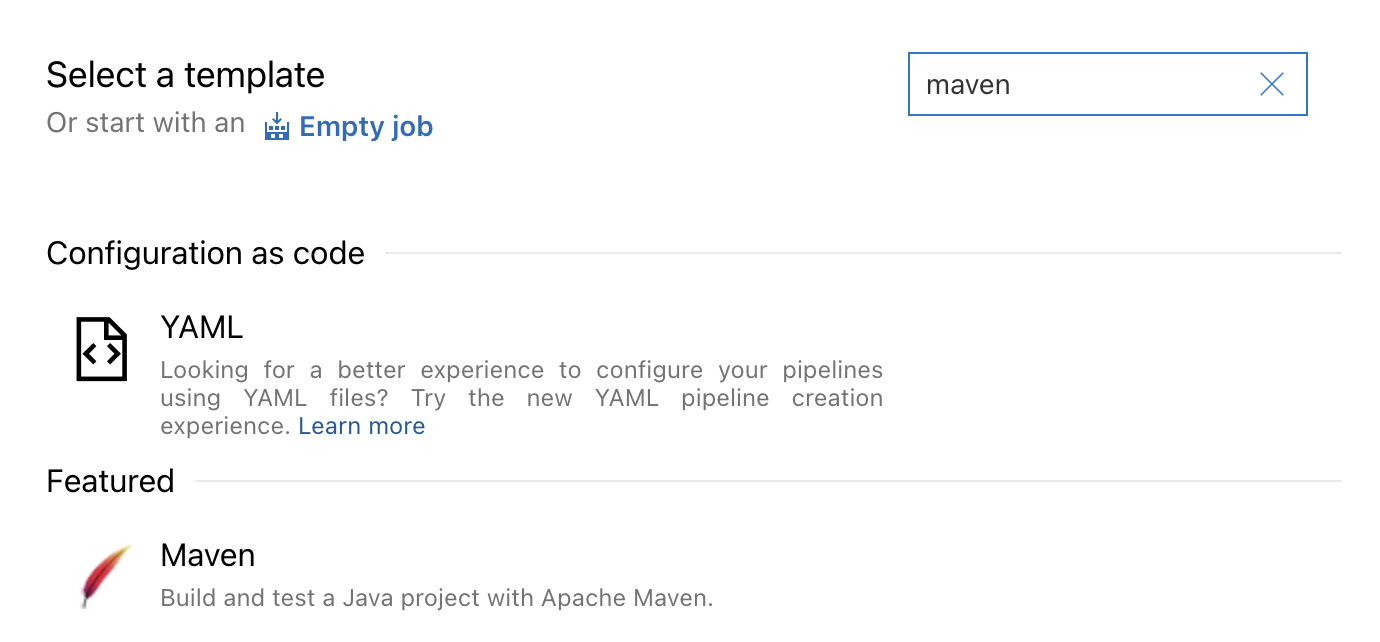 Select a template
maven
Or start with an Empty job
Configuration as code
YAML
Looking for a better experience to configure your pipelines
using YAML files? Try the new YAML pipeline creation
experience. Learn more
Featured
Maven
Build and test a Java project with Apache Maven.